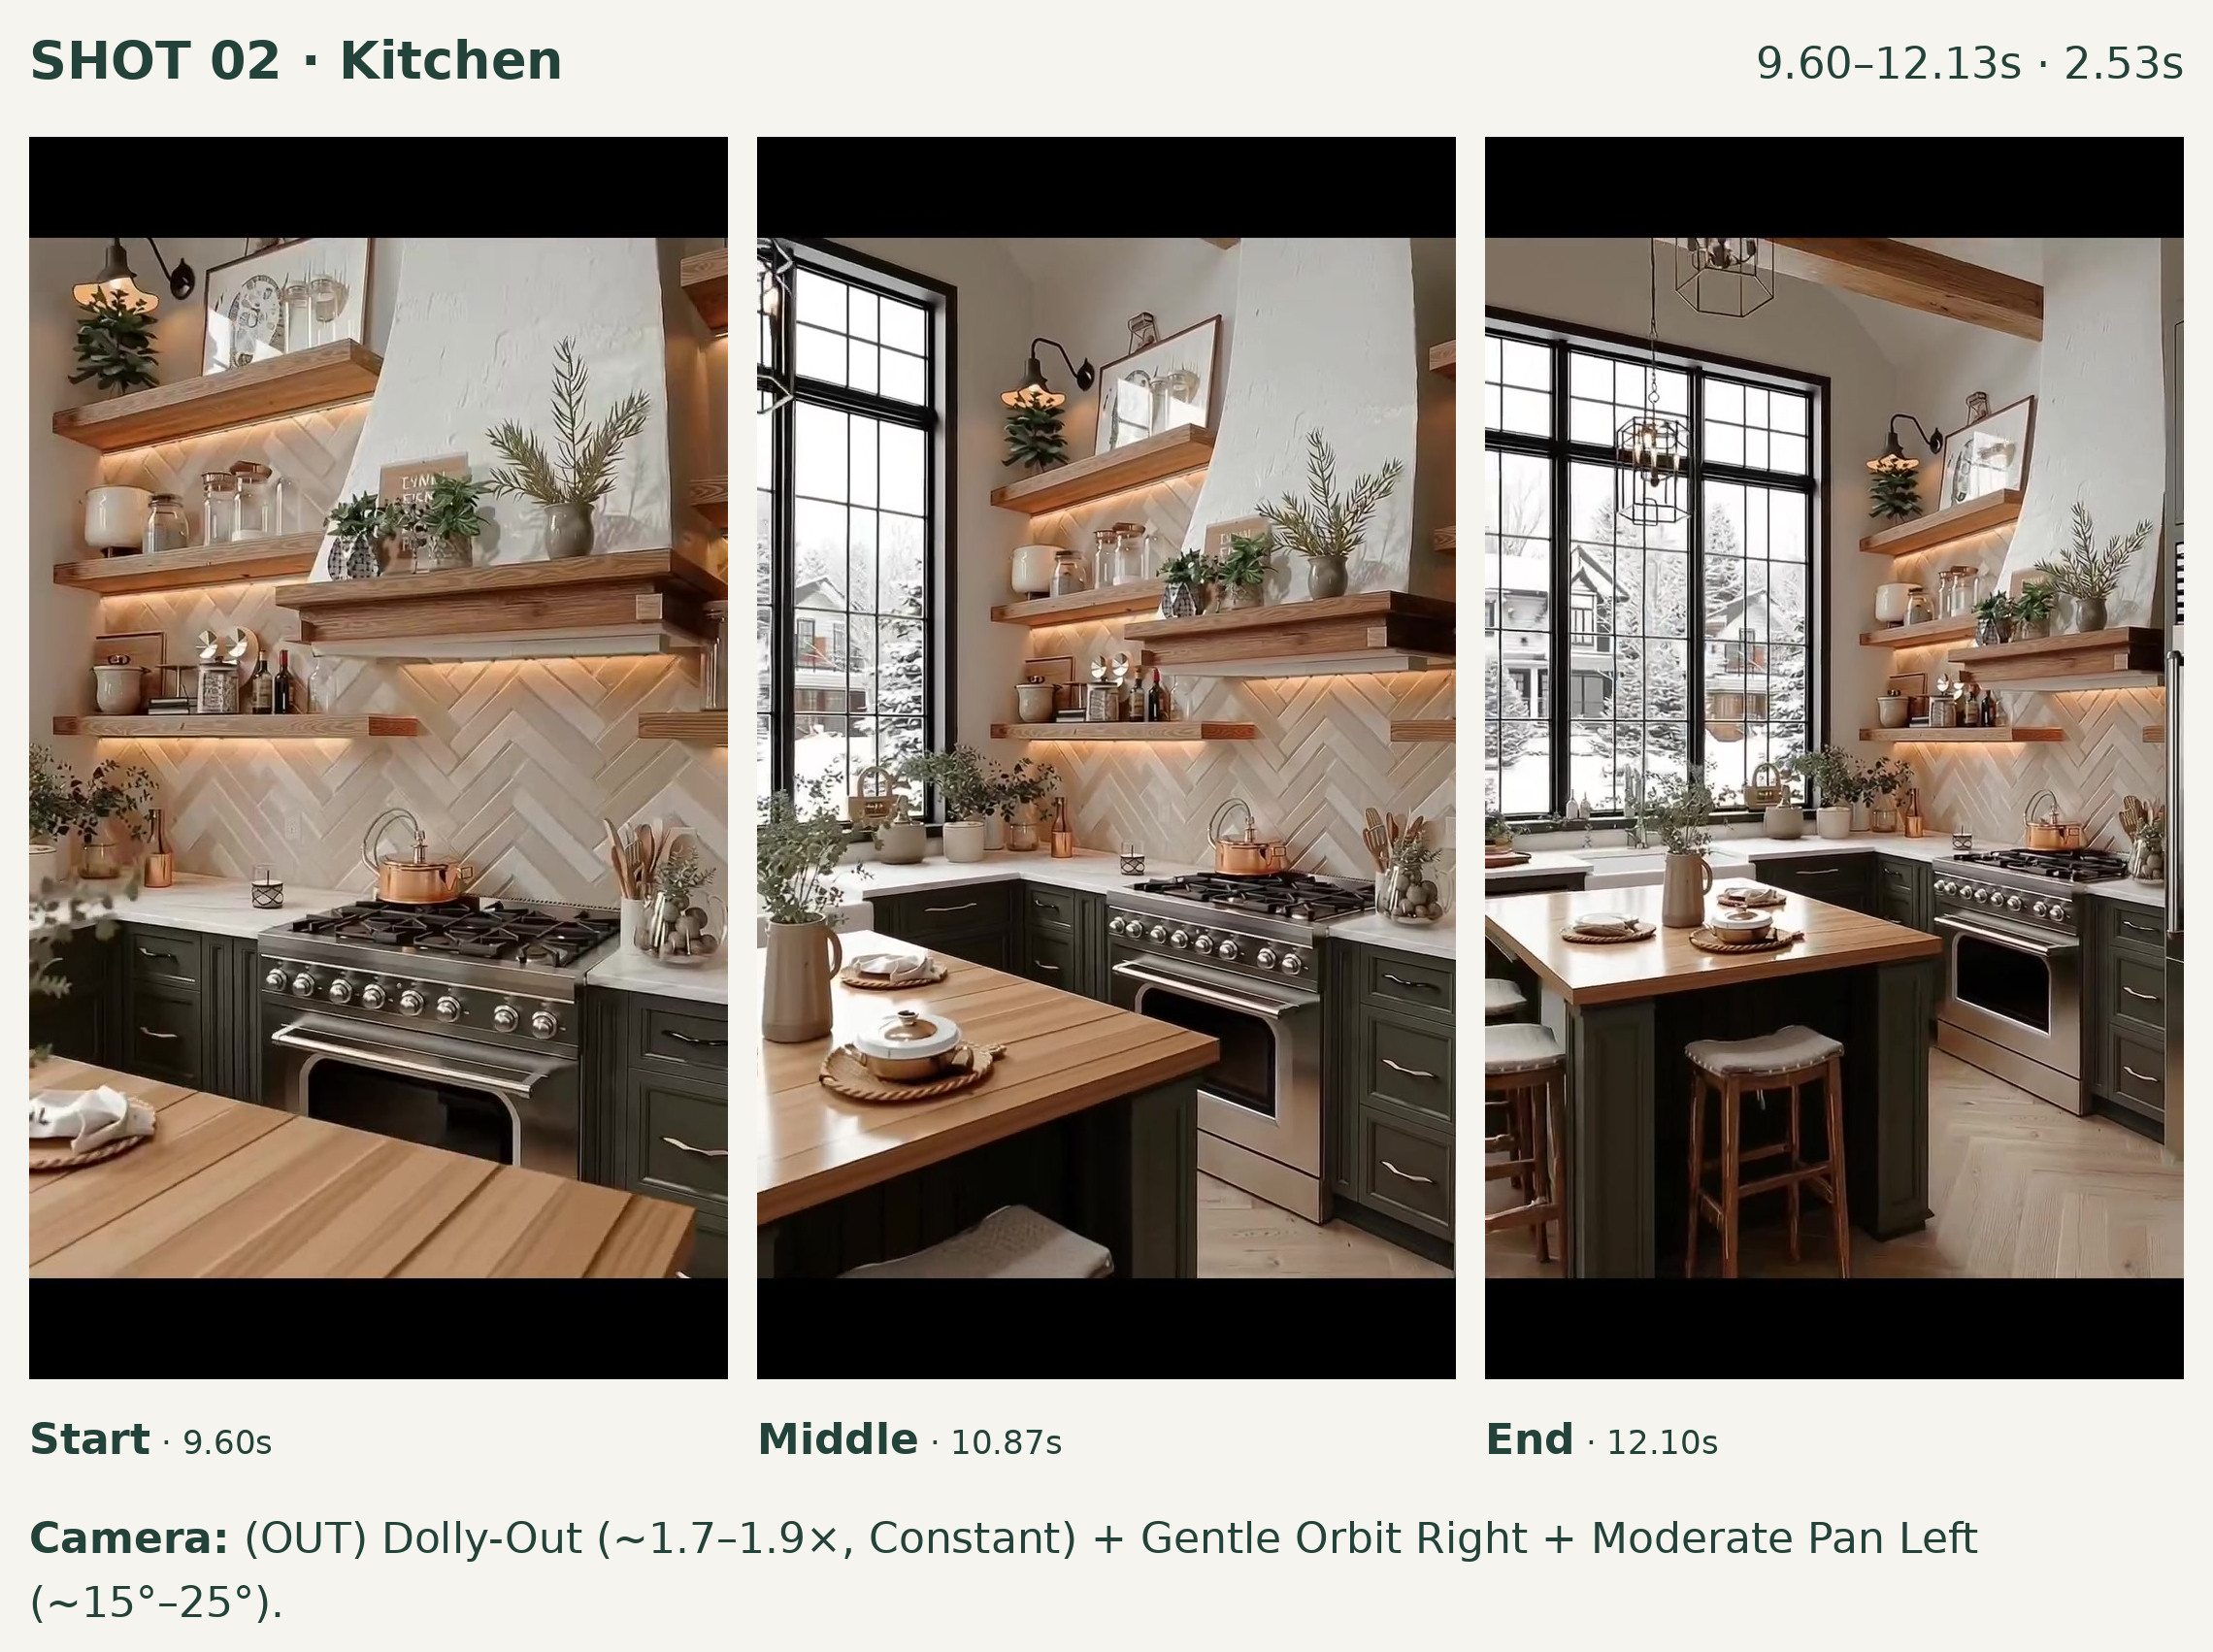 SHOT 02 · Kitchen
9.60–12.13s · 2.53s
Start · 9.60s
Middle · 10.87s
End · 12.10s
Camera: (OUT) Dolly-Out (~1.7–1.9×, Constant) + Gentle Orbit Right + Moderate Pan Left
(~15°–25°).